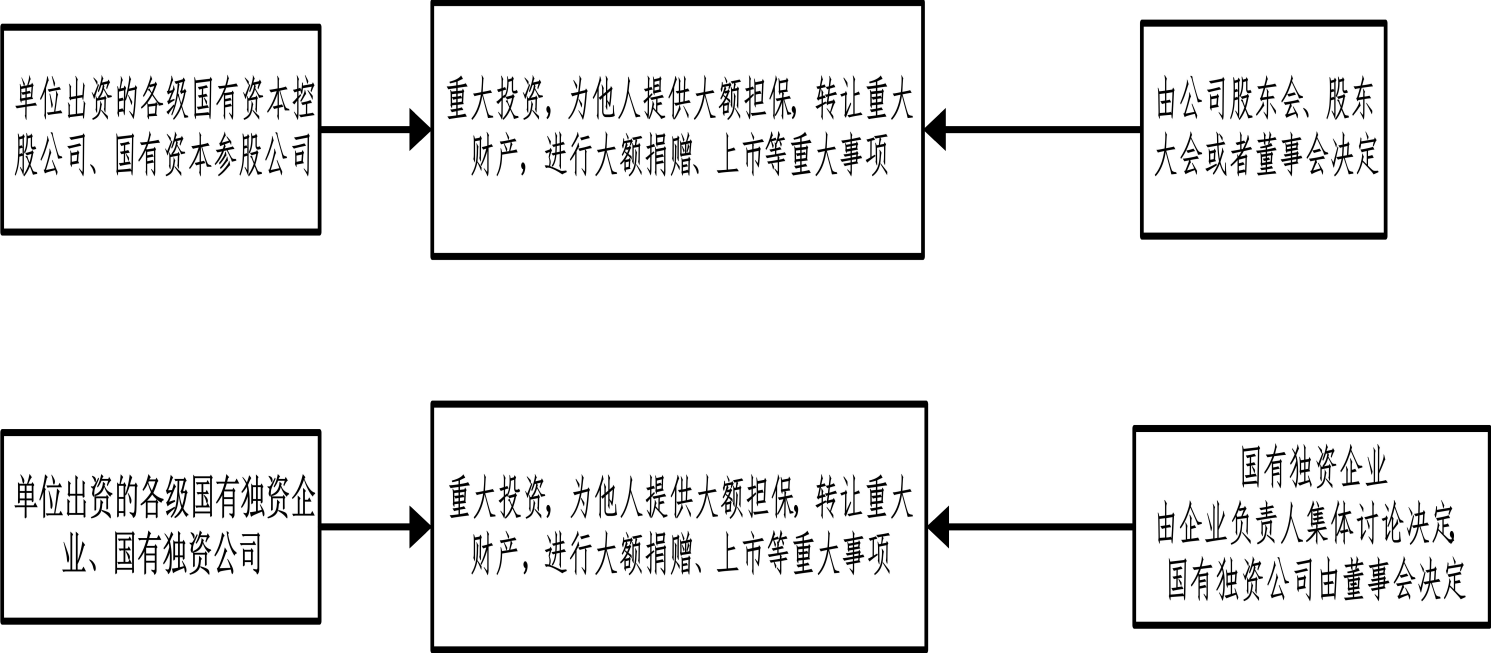 单位出资的各级国有资本控
股公司、国有资本参股公司
重大投资，为他人提供大额担保，转让重大
财产，进行大额捐赠、上市等重大事项
由公司股东会、股东
大会或者董事会决定
单位出资的各级国有独资企
业、国有独资公司
重大投资，为他人提供大额担保，转让重大
财产，进行大额捐赠、上市等重大事项
国有独资企业
由企业负责人集体讨论决定，
国有独资公司由董事会决定